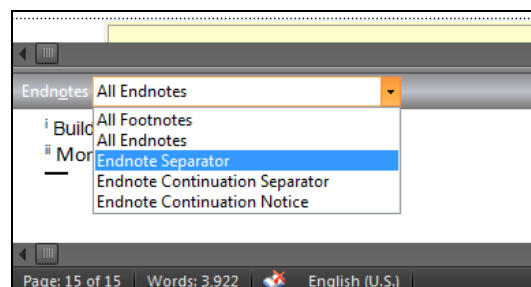 Endnotes All Endnotes
All Footnotes
All Endnotes
Endnote Separator
Endnote Continuation Separator
Endnote Continuation Notice
i Build
ii Mor
Page: 15 of 15 Words: 3,922 English (U.S.)